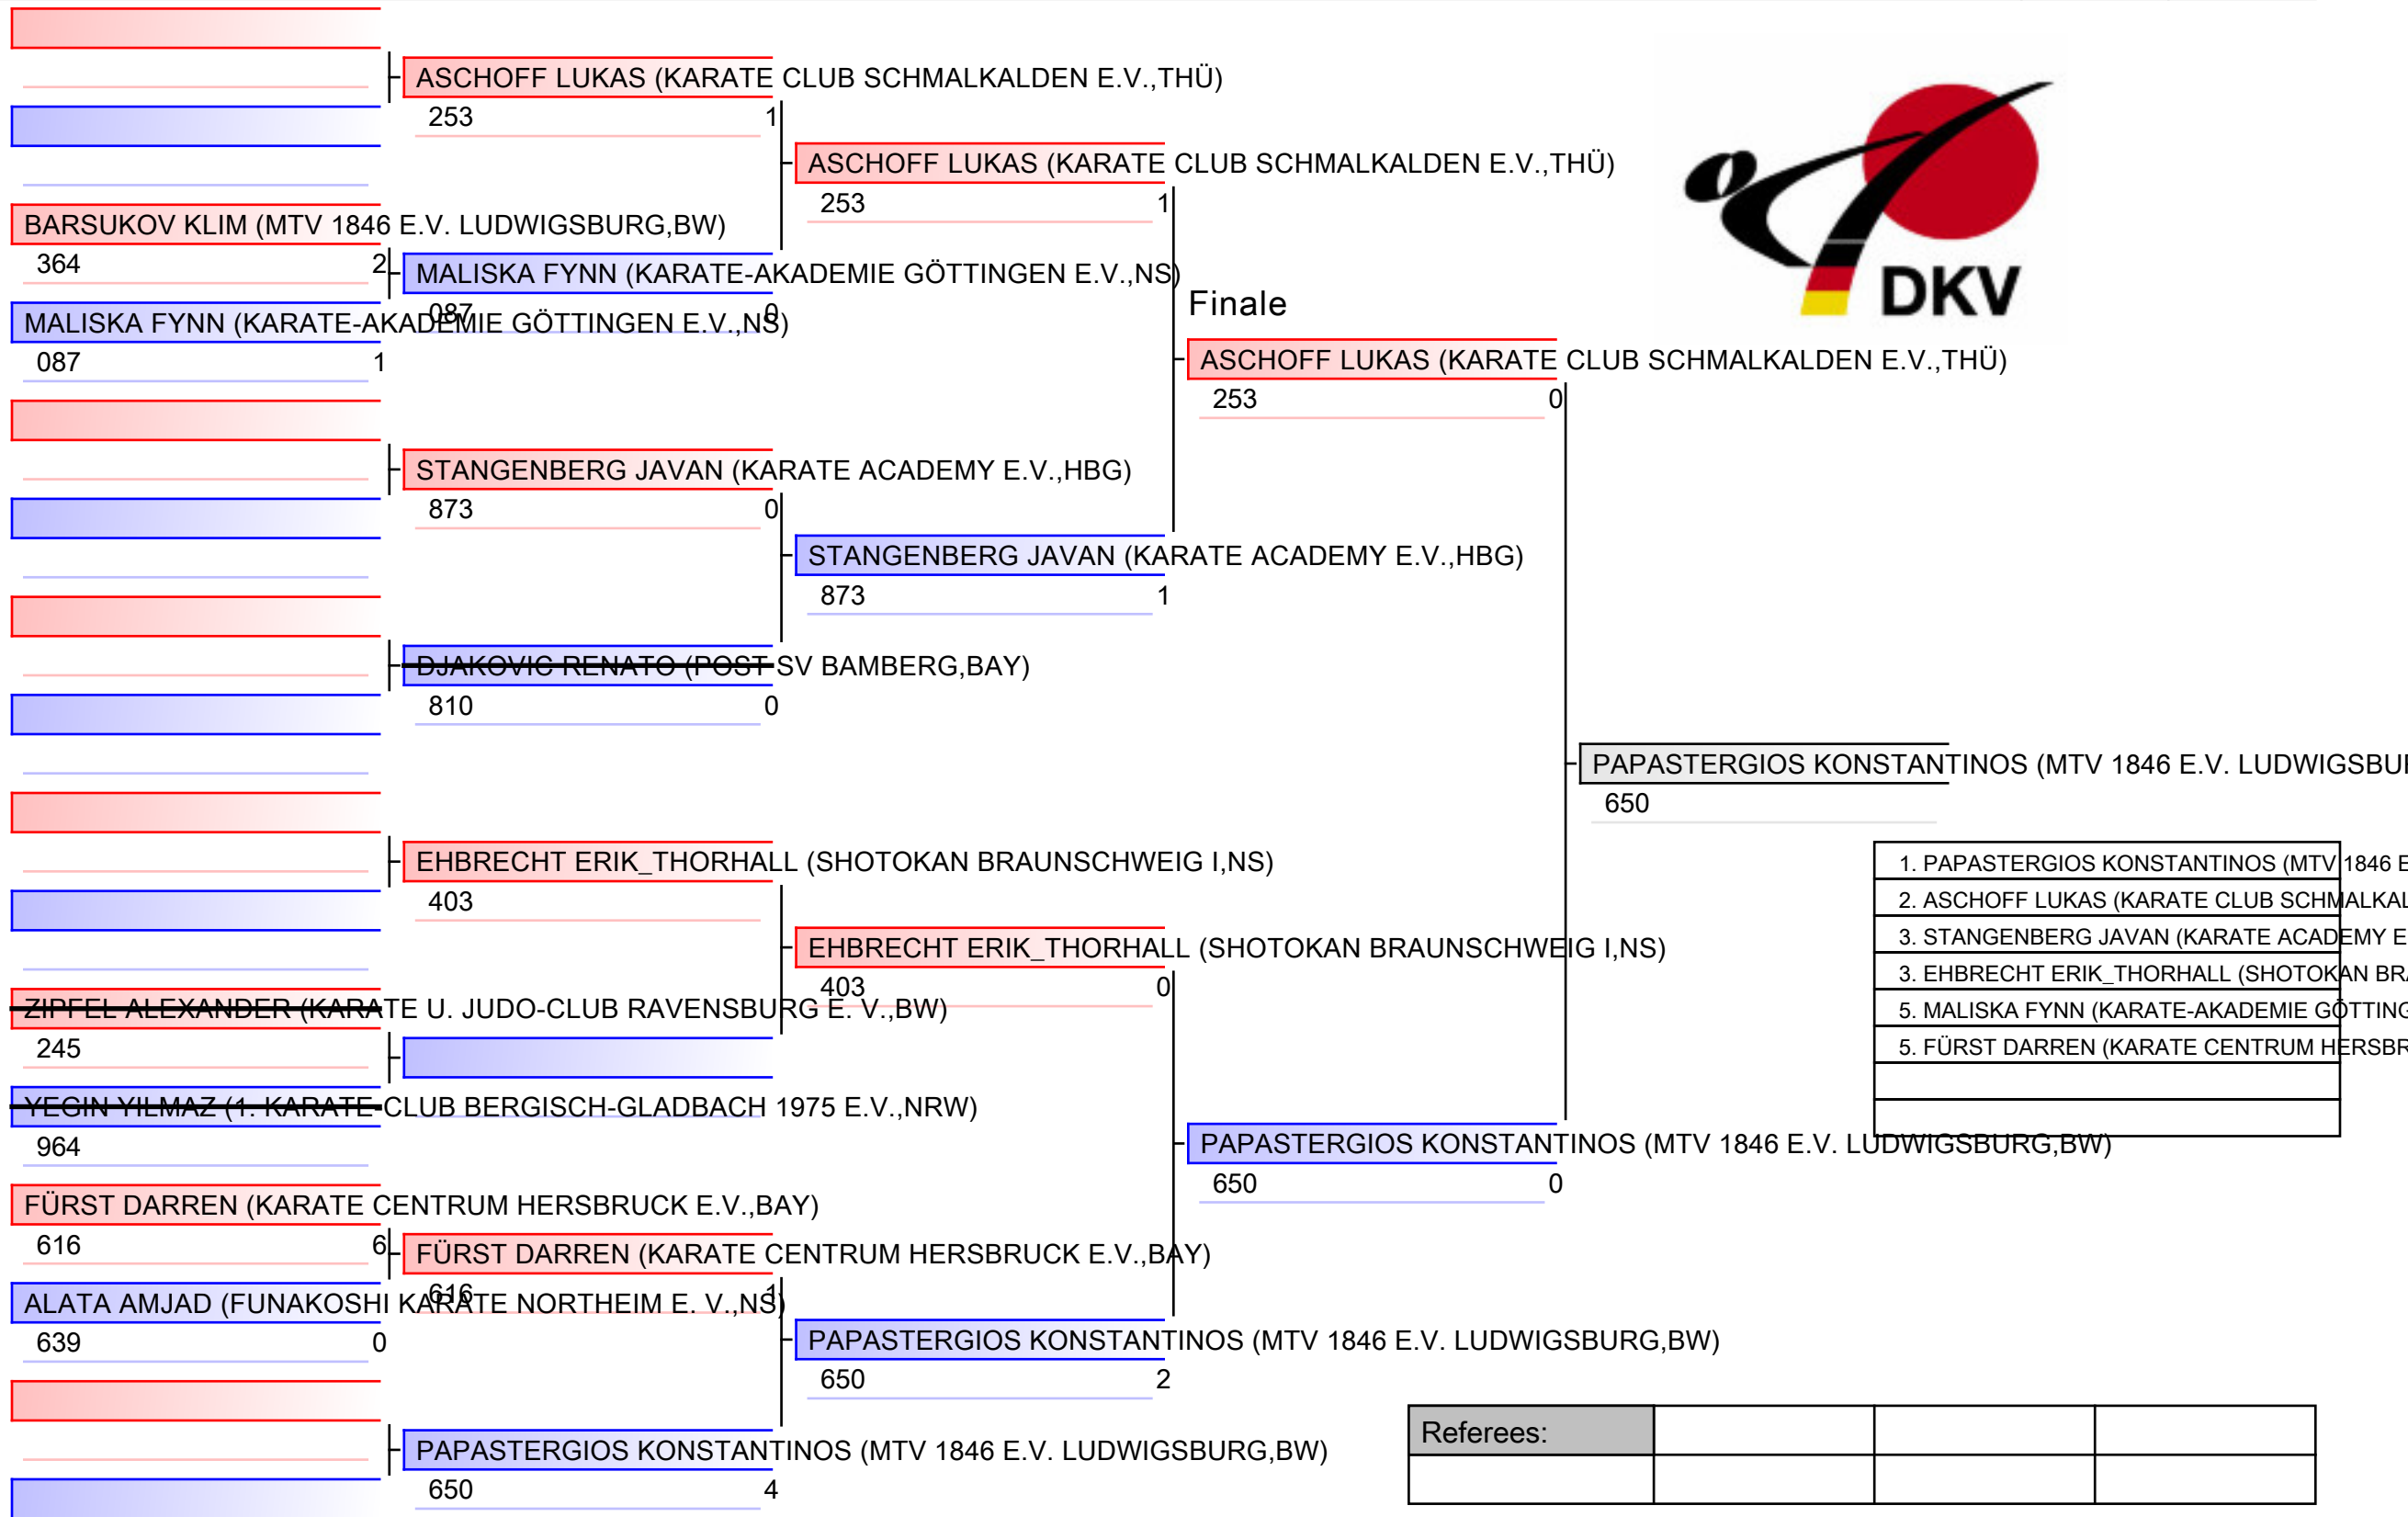 ASCHOFF LUKAS (KARATE CLUB SCHMALKALDEN E.V.,THÜ)
253 1
ASCHOFF LUKAS (KARATE CLUB SCHMALKALDEN E.V.,THÜ)
253 1
BARSUKOV KLIM (MTV 1846 E.V. LUDWIGSBURG,BW)
364 2
MALISKA FYNN (KARATE-AKADEMIE GÖTTINGEN E.V.,NS)
087 0
MALISKA FYNN (KARATE-AKADEMIE GÖTTINGEN E.V.,NS)
087 1
DKV
Finale
ASCHOFF LUKAS (KARATE CLUB SCHMALKALDEN E.V.,THÜ)
253 0
STANGENBERG JAVAN (KARATE ACADEMY E.V.,HBG)
873 0
STANGENBERG JAVAN (KARATE ACADEMY E.V.,HBG)
873 1
DJAKOVIC RENATO (POST-SV BAMBERG,BAY)
810 0
PAPASTERGIOS KONSTANTINOS (MTV 1846 E.V. LUDWIGSBU
650
EHBRECHT ERIK_THORHALL (SHOTOKAN BRAUNSCHWEIG I,NS)
403
EHBRECHT ERIK_THORHALL (SHOTOKAN BRAUNSCHWEIG I,NS)
403 0
1. PAPASTERGIOS KONSTANTINOS (MTV 1846 E
2. ASCHOFF LUKAS (KARATE CLUB SCHMALKAL
3. STANGENBERG JAVAN (KARATE ACADEMY E
3. EHBRECHT ERIK_THORHALL (SHOTOKAN BRA
5. MALISKA FYNN (KARATE-AKADEMIE GÖTTING
5. FÜRST DARREN (KARATE CENTRUM HERSBR
ZIPFEL ALEXANDER (KARATE U. JUDO-CLUB RAVENSBURG E. V.,BW)
245
YEGIN YILMAZ (1. KARATE-CLUB BERGISCH-GLADBACH 1975 E.V.,NRW)
964
PAPASTERGIOS KONSTANTINOS (MTV 1846 E.V. LUDWIGSBURG,BW)
650 0
FÜRST DARREN (KARATE CENTRUM HERSBRUCK E.V.,BAY)
616 6
FÜRST DARREN (KARATE CENTRUM HERSBRUCK E.V.,BAY)
616 1
ALATA AMJAD (FUNAKOSHI KARATE NORTHEIM E. V.,NS)
639 0
PAPASTERGIOS KONSTANTINOS (MTV 1846 E.V. LUDWIGSBURG,BW)
650 2
PAPASTERGIOS KONSTANTINOS (MTV 1846 E.V. LUDWIGSBURG,BW)
650 4
Referees: